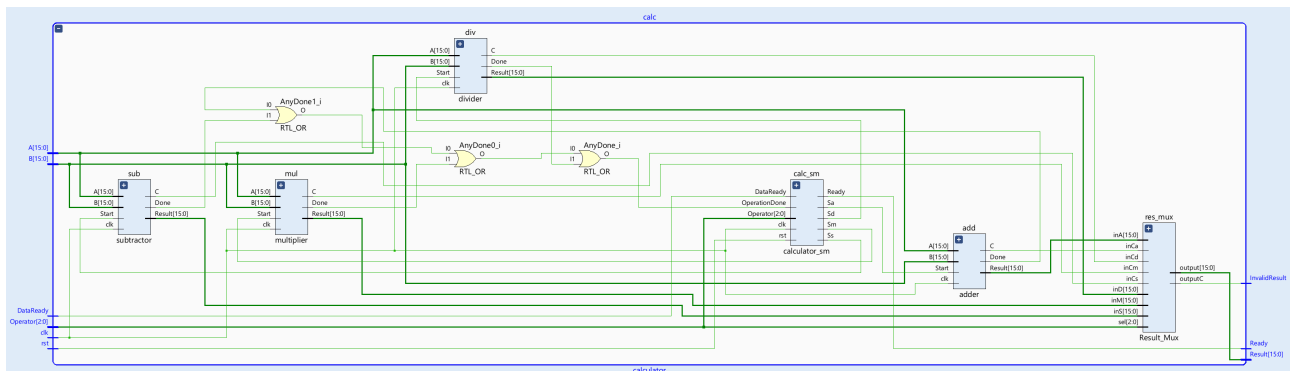 calc
div
A[15:0]
B[15:0]
Start
clk
C
Done
Result[15:0]
divider
AnyDone1_i
I0
I1
O
RTL_OR
AnyDone0_i
I0
I1
O
RTL_OR
AnyDone_i
I0
I1
O
RTL_OR
A[15:0]
B[15:0]
sub
A[15:0]
B[15:0]
Start
clk
C
Done
Result[15:0]
subtractor
mul
A[15:0]
B[15:0]
Start
clk
C
Done
Result[15:0]
multiplier
calc_sm
DataReady
OperationDone
Operator[2:0]
clk
rst
Ready
Sa
Sd
Sm
Ss
calculator_sm
add
A[15:0]
B[15:0]
Start
clk
C
Done
Result[15:0]
adder
res_mux
inA[15:0]
inCa
inCd
inCm
inCs
inD[15:0]
inM[15:0]
inS[15:0]
sel[2:0]
output[15:0]
outputC
Result_Mux
InvalidResult
DataReady
Operator[2:0]
clk
rst
Ready
Result[15:0]
calculator